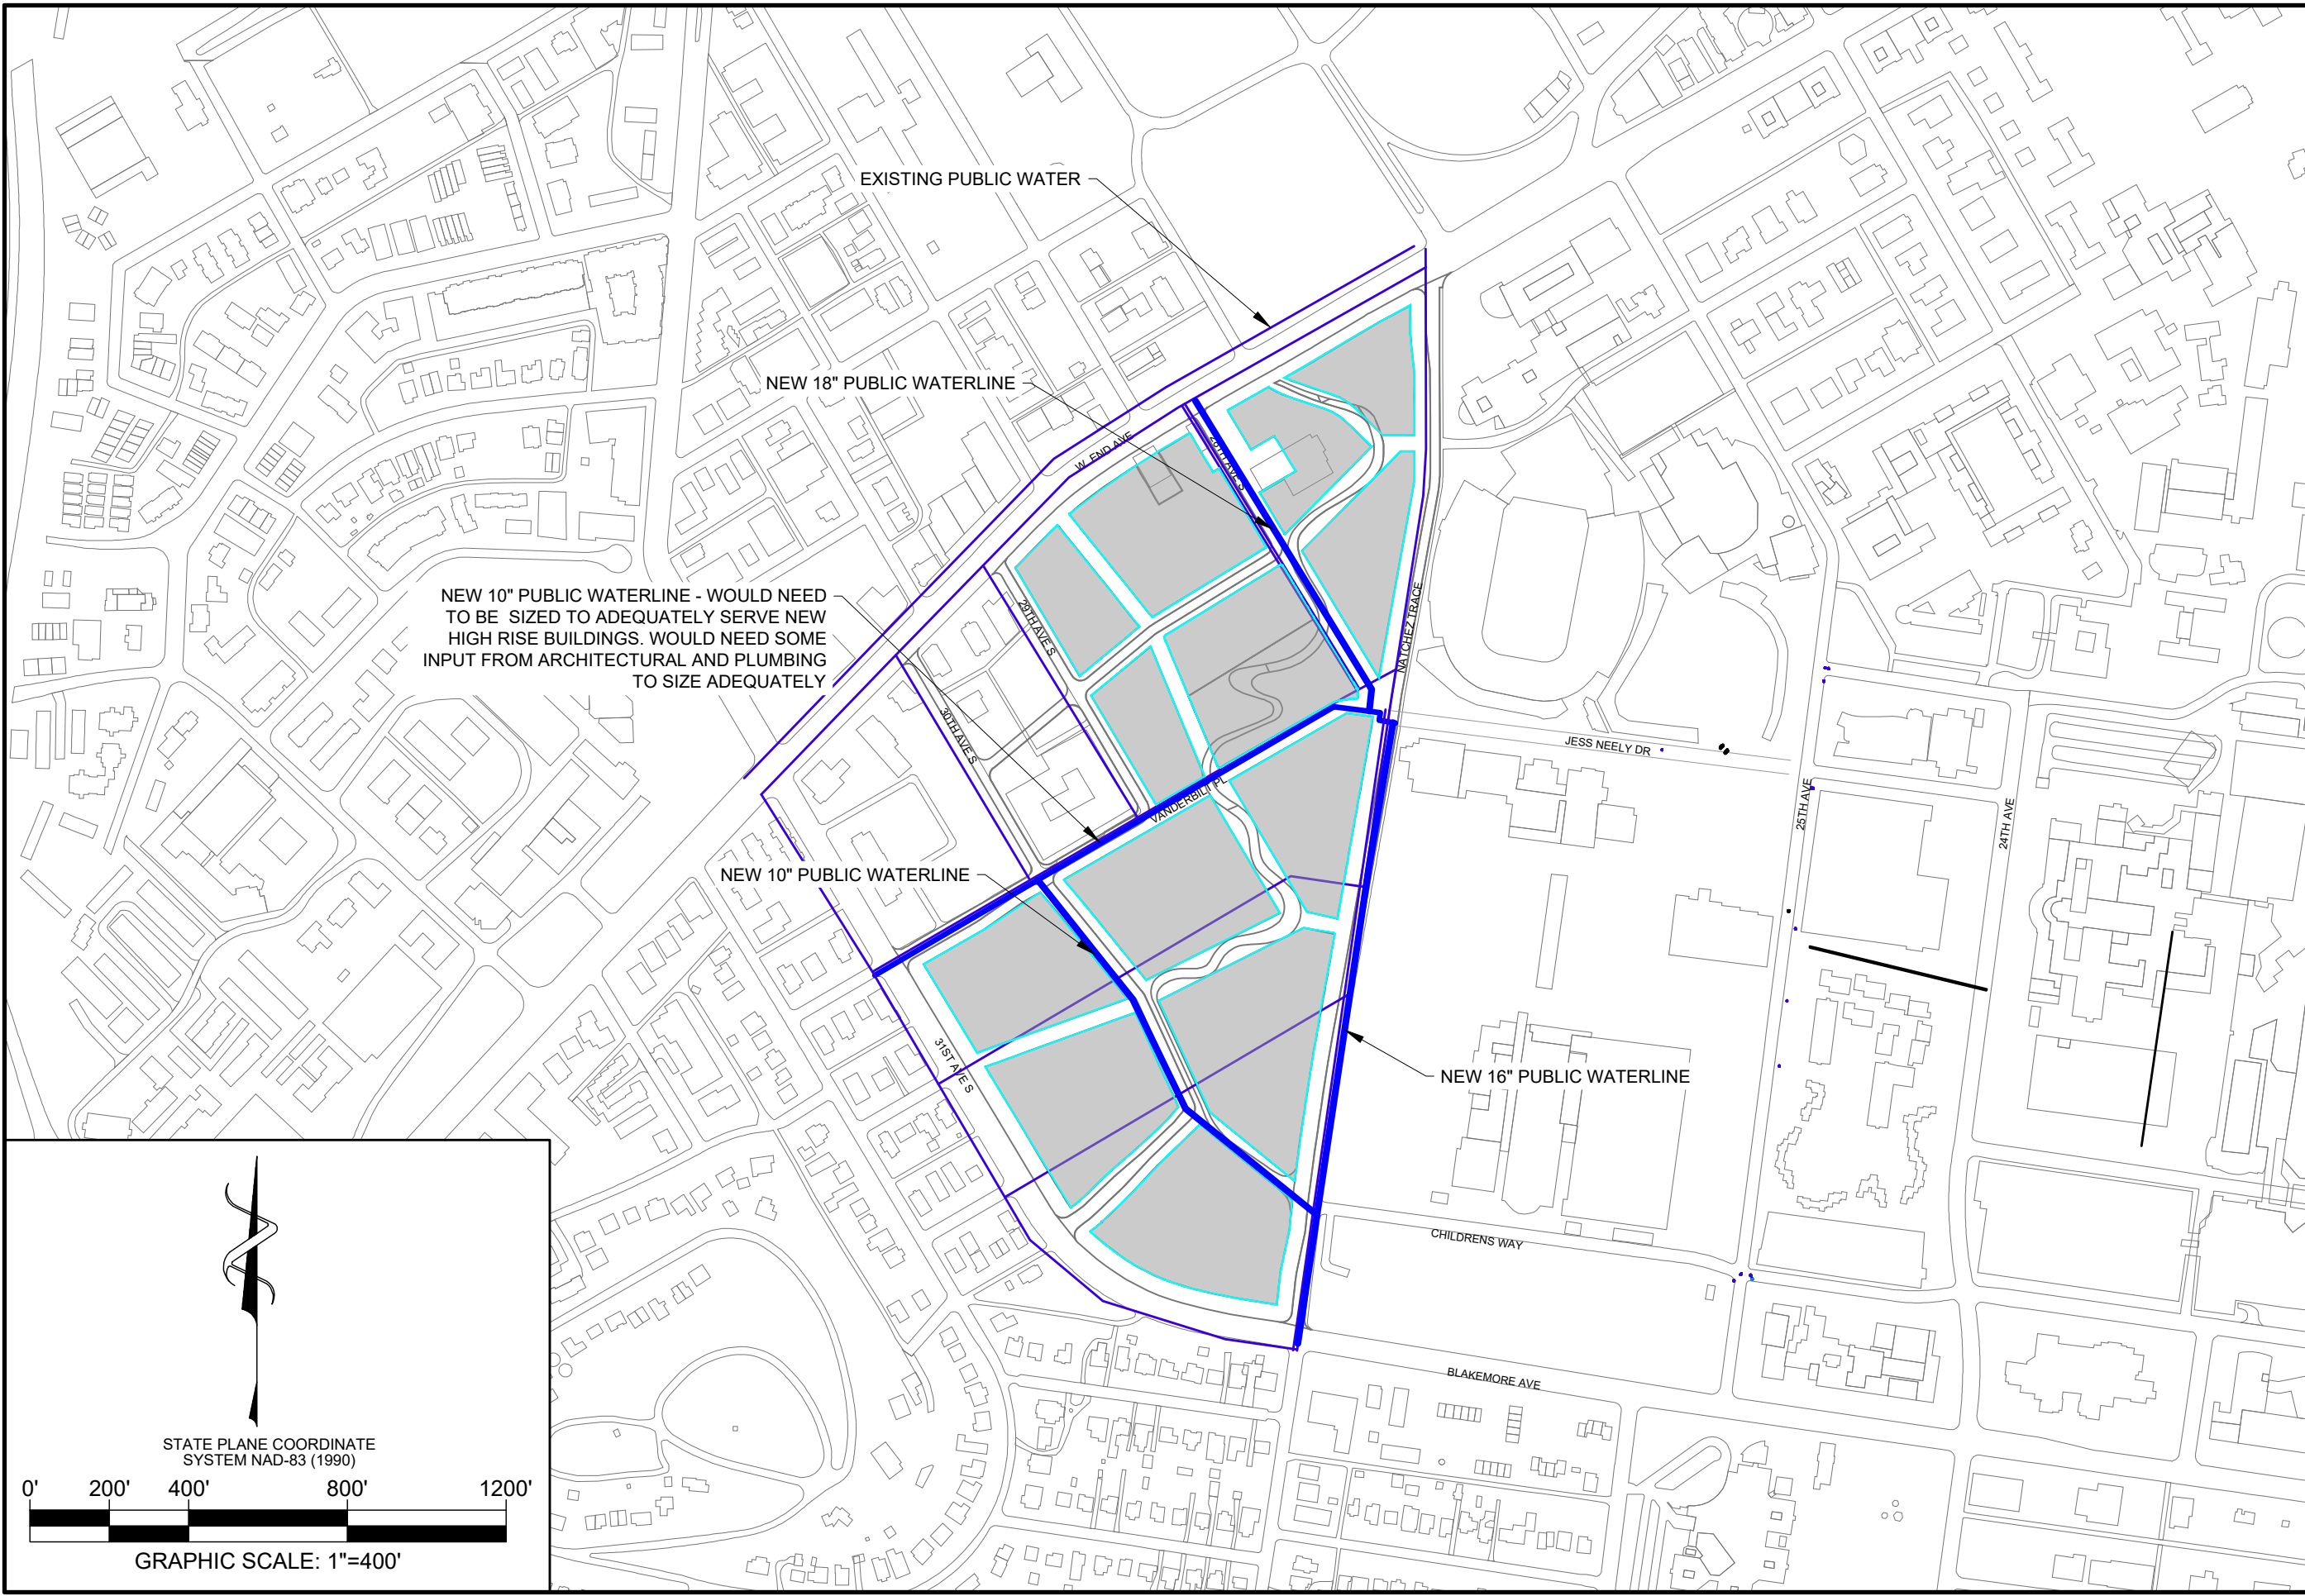 EXISTING PUBLIC WATER
NEW 18" PUBLIC WATERLINE
W. END AVE
28TH AVE S
NEW 10" PUBLIC WATERLINE - WOULD NEED
TO BE SIZED TO ADEQUATELY SERVE NEW
HIGH RISE BUILDINGS. WOULD NEED SOME
INPUT FROM ARCHITECTURAL AND PLUMBING
TO SIZE ADEQUATELY
29TH AVE S
NATCHEZ TRACE
30TH AVE S
JESS NEELY DR
VANDERBILT PL
25TH AVE
24TH AVE
NEW 10" PUBLIC WATERLINE
31ST AVE S
NEW 16" PUBLIC WATERLINE
CHILDRENS WAY
BLAKEMORE AVE
STATE PLANE COORDINATE
SYSTEM NAD-83 (1990)
0' 200' 400' 800' 1200'
GRAPHIC SCALE: 1"=400'